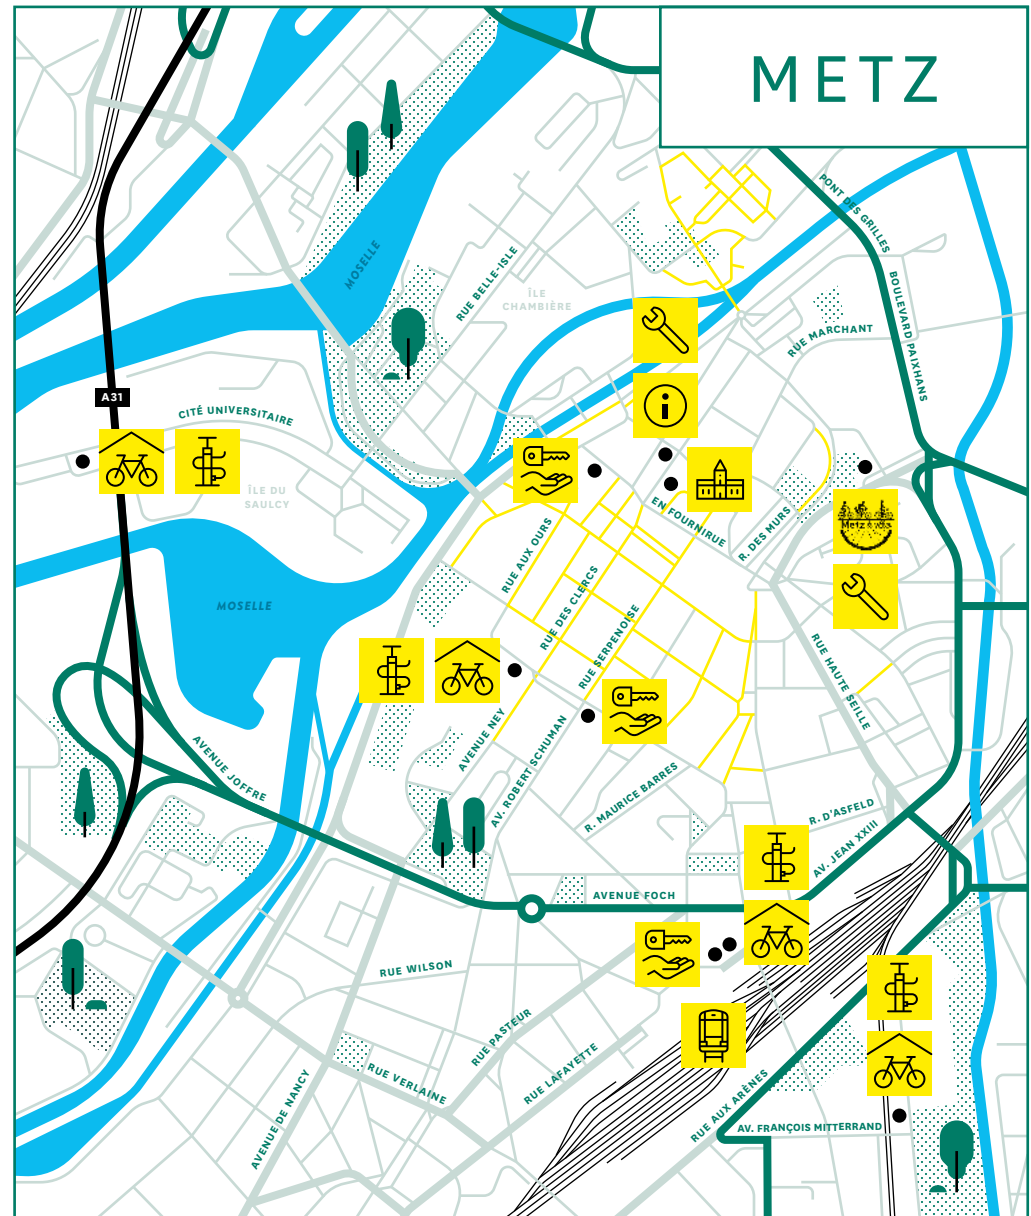 METZ
PONT DES GRILLES
MOSELLE
RUE BELLE-ISLE
ÎLE
CHAMBIÈRE
BOULEVARD PAIXHANS
RUE MARCHANT
A31
CITÉ UNIVERSITAIRE
ÎLE DU
SAULCY
EN FOURNIRUE
R. DES MURS
Metz à vélo
RUE AUX OURS
RUE DES CLERCS
MOSELLE
RUE SERPENOISE
RUE HAUTE SEILLE
AVENUE NEY
AV. ROBERT SCHUMAN
AVENUE JOFFRE
R. MAURICE BARRES
R. D'ASFELD
AV. JEAN XXIII
AVENUE FOCH
RUE WILSON
RUE PASTEUR
RUE LAFAYETTE
RUE VERLAINE
AVENUE DE NANCY
RUE AUX ARÈNES
AV. FRANÇOIS MITTERRAND